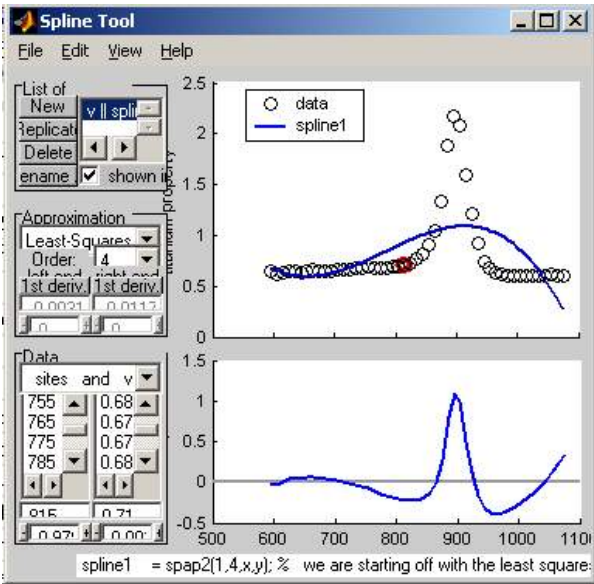 Spline Tool
File Edit View Help
List of
New
Replicat
Delete
ename
v || spli
shown i
Approximation
Least-Squares
Order: 4
left end right end
1st deriv. 1st deriv.
0.0031 0.0117
0 0
Data
sites and v
755 0.68
765 0.67
775 0.67
785 0.68
815 0.71
titanium property
2.5
2
1.5
1
0.5
0
data
spline1
1.5
1
0.5
0
-0.5
500 600 700 800 900 1000 110
spline1 = spap2(1,4,x,y); % we are starting off with the least square